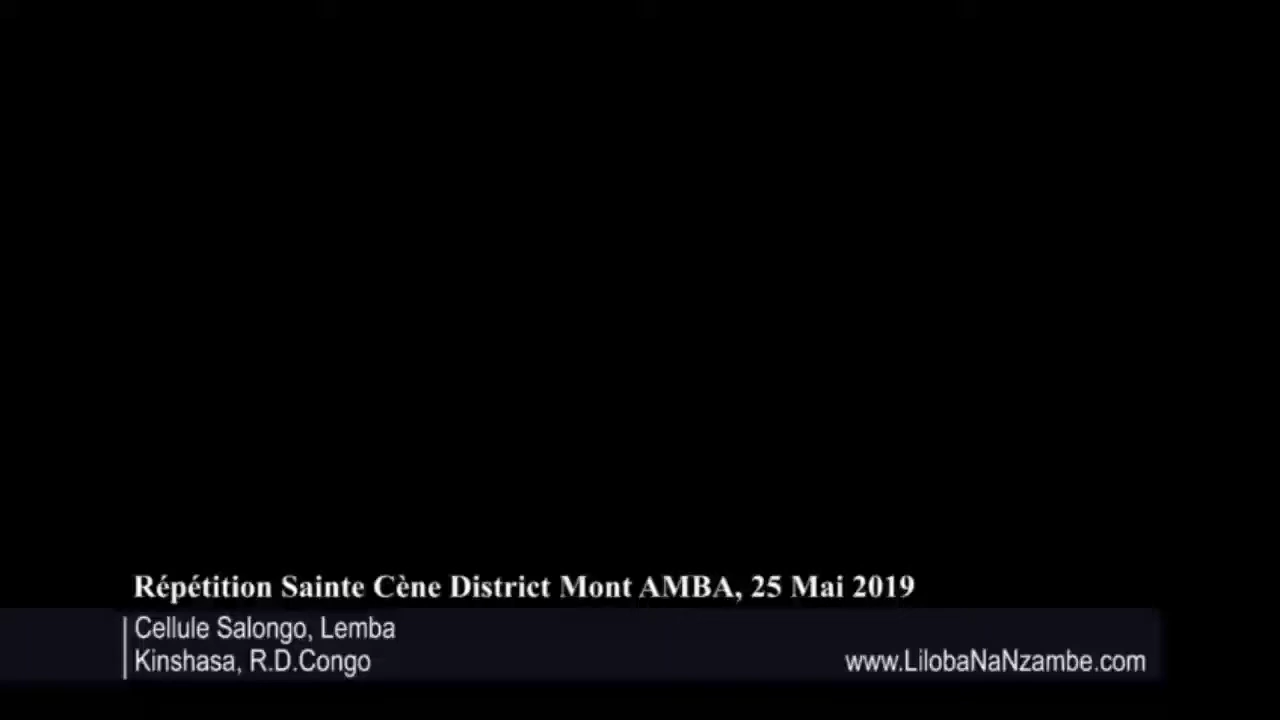 Répétition Sainte Cène District Mont AMBA, 25 Mai 2019
Cellule Salongo, Lemba
Kinshasa, R.D.Congo
www.LilobaNaNzambe.com